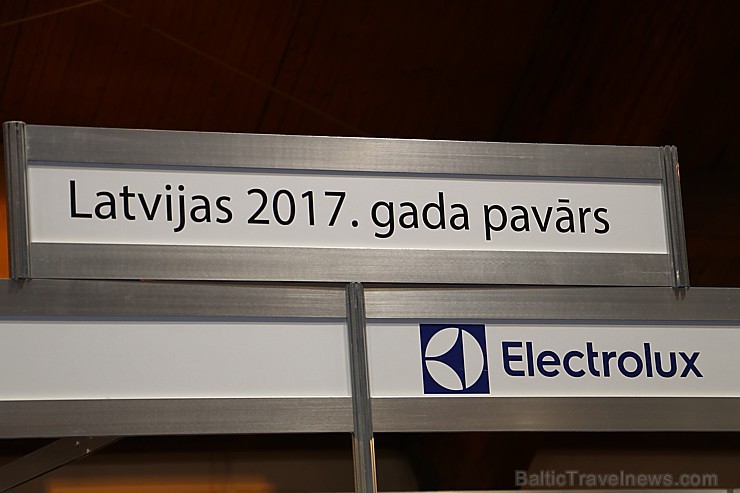 Latvijas 2017. gada pavārs
Electrolux
BalticTravelnews.com